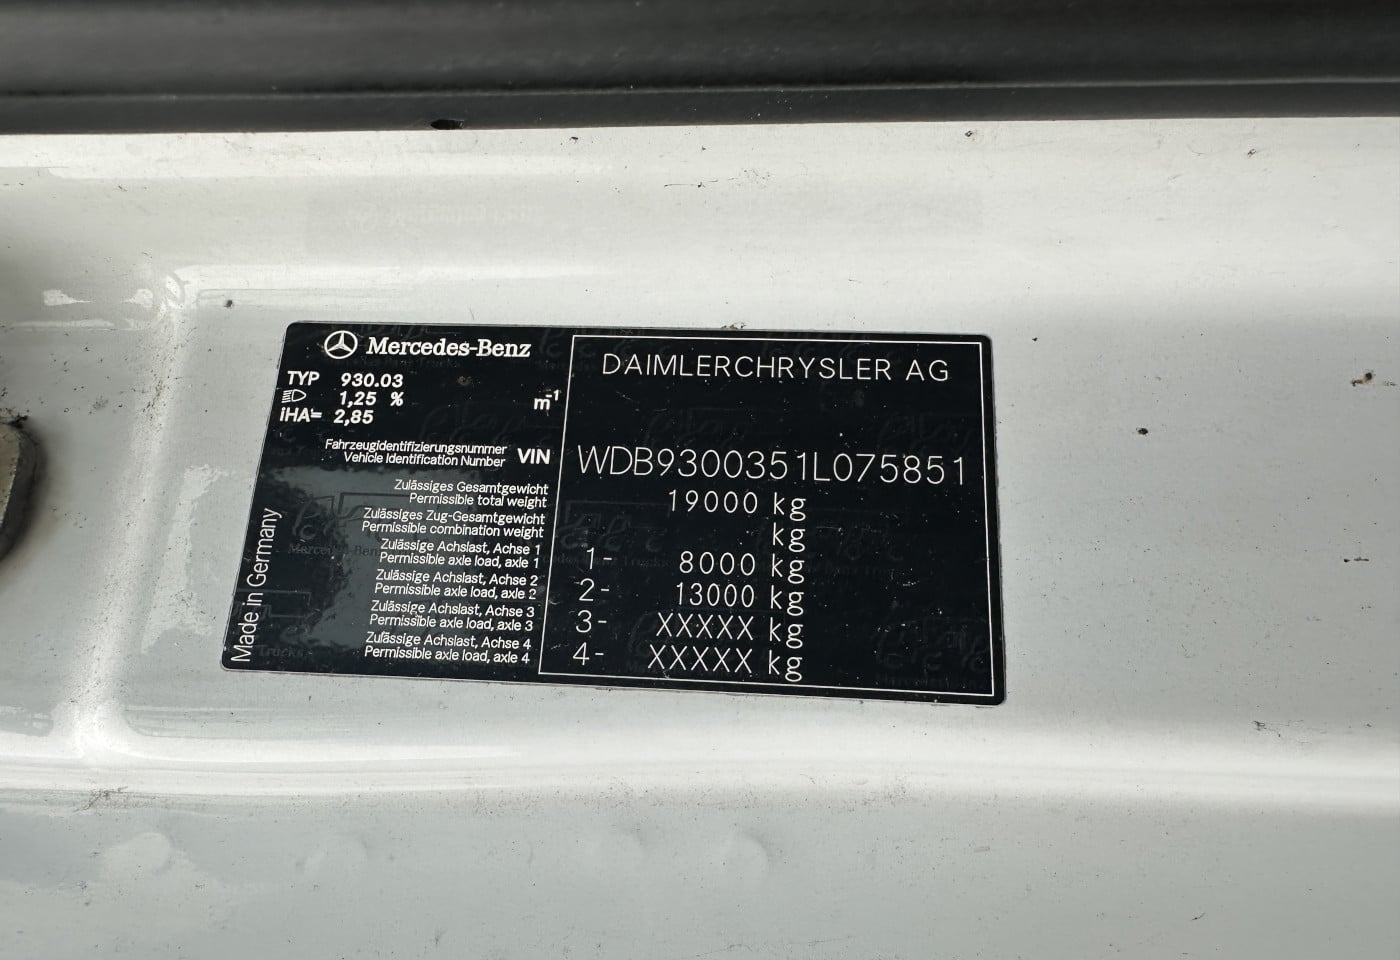 Mercedes-Benz
TYP 930.03
1,25 %
iHA= 2,85 m-1
DAIMLERCHRYSLER AG
Fahrzeugidentifizierungsnummer
Vehicle Identification Number VIN WDB9300351L075851
Zulässiges Gesamtgewicht
Permissible total weight 19000 kg
Zulässiges Zug-Gesamtgewicht
Permissible combination weight kg
Zulässige Achslast, Achse 1
Permissible axle load, axle 1 1- 8000 kg
Zulässige Achslast, Achse 2
Permissible axle load, axle 2 2- 13000 kg
Zulässige Achslast, Achse 3
Permissible axle load, axle 3 3- XXXXX kg
Zulässige Achslast, Achse 4
Permissible axle load, axle 4 4- XXXXX kg
Made in Germany